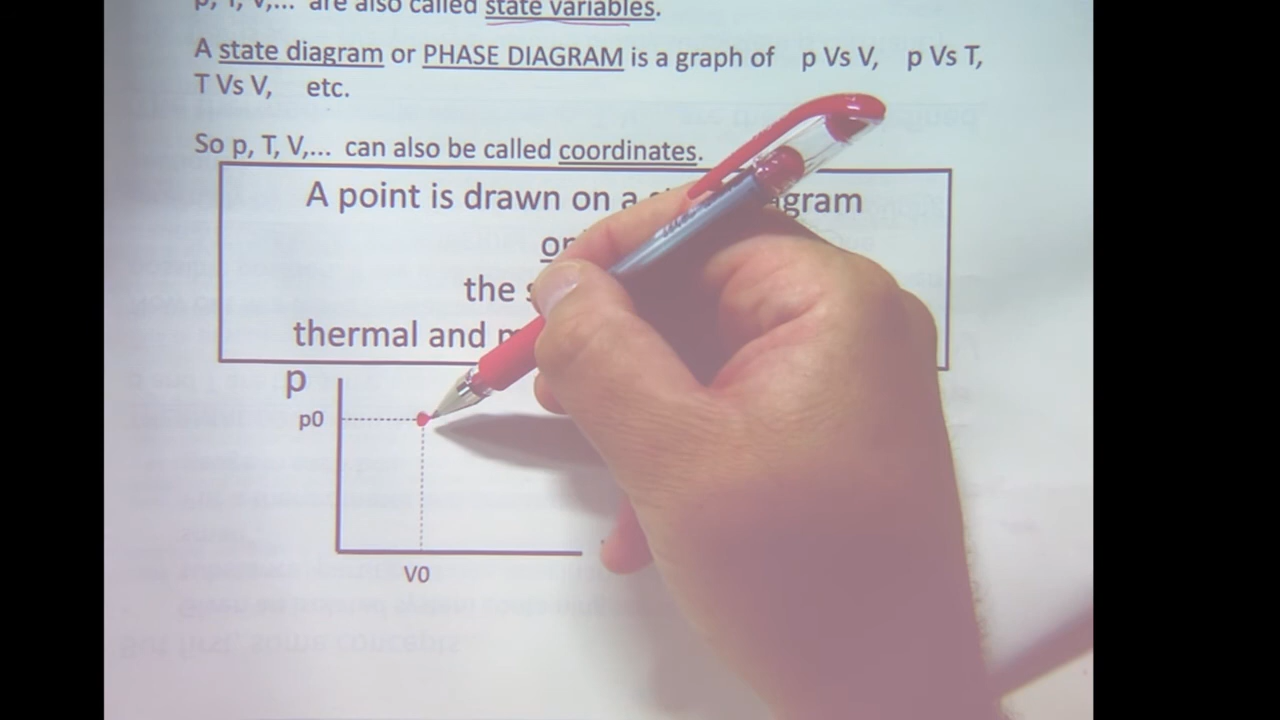 p, T, V,... are also called state variables.
A state diagram or PHASE DIAGRAM is a graph of p Vs V, p Vs T,
T Vs V, etc.
So p, T, V,... can also be called coordinates.
A point is drawn on a
the
thermal and
p
p0
V0